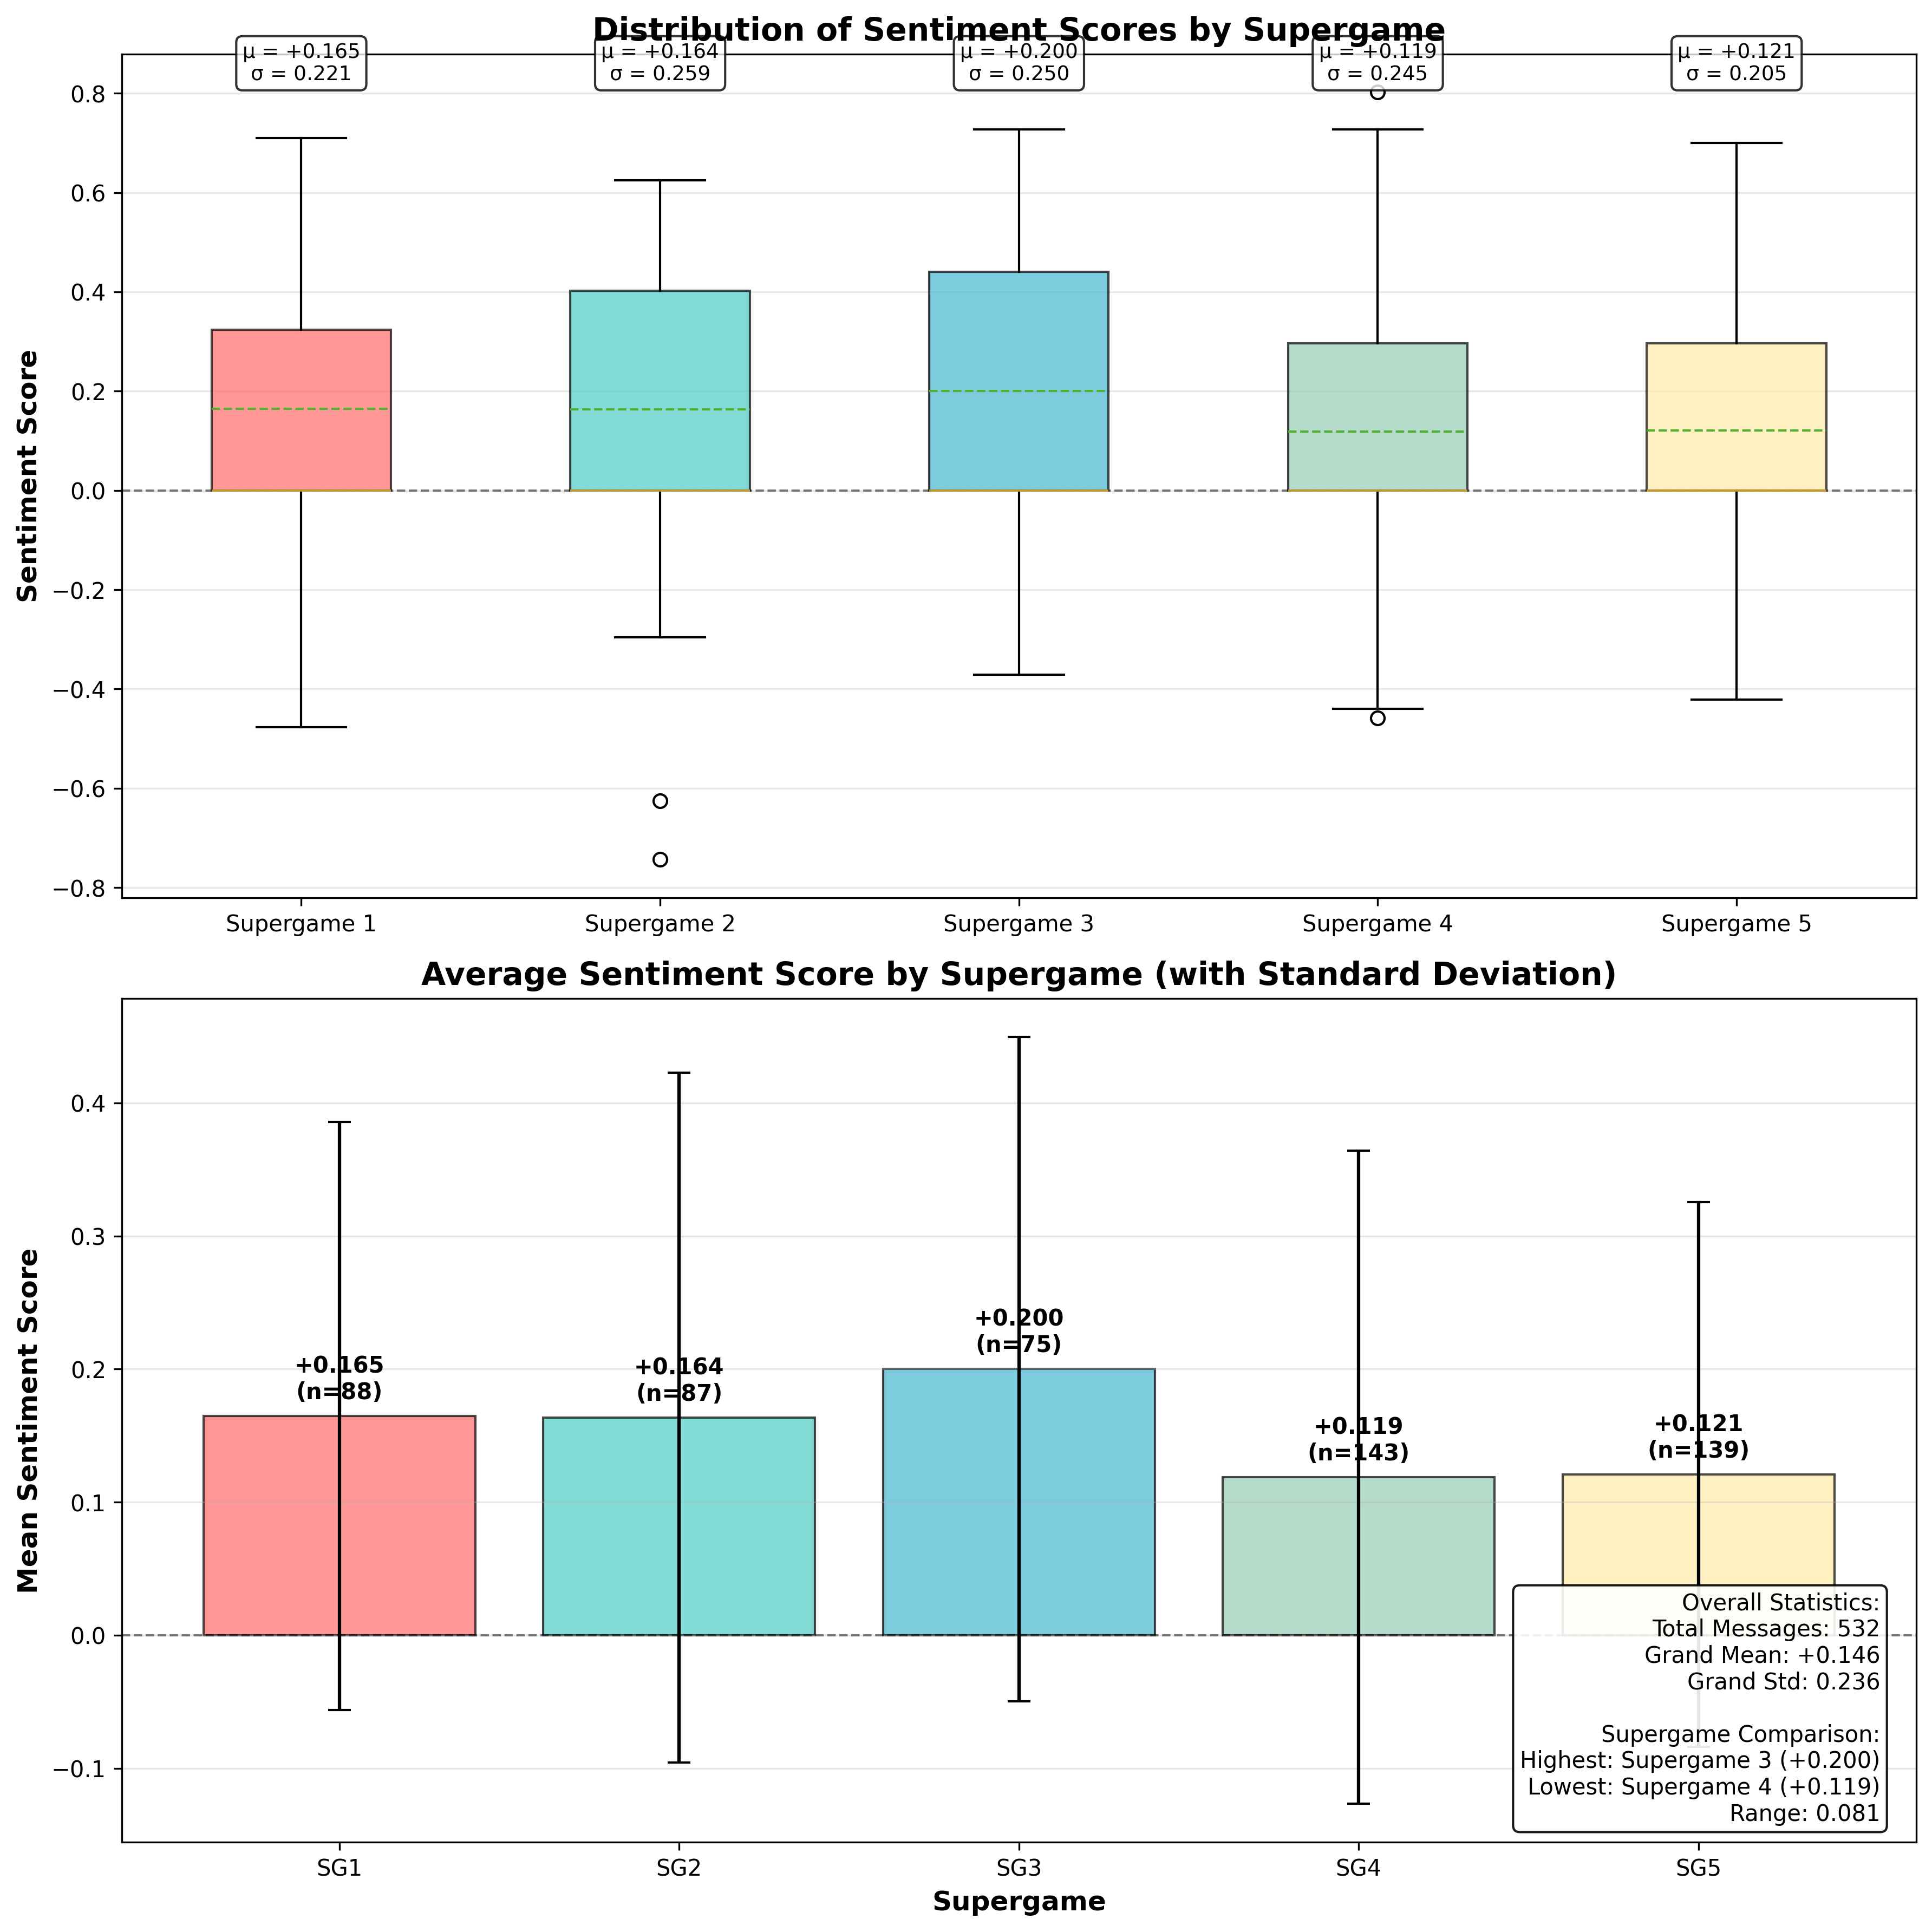 Distribution of Sentiment Scores by Supergame
μ = +0.165
σ = 0.221
μ = +0.164
σ = 0.259
μ = +0.200
σ = 0.250
μ = +0.119
σ = 0.245
μ = +0.121
σ = 0.205
Sentiment Score
0.8
0.6
0.4
0.2
0.0
−0.2
−0.4
−0.6
−0.8
Supergame 1
Supergame 2
Supergame 3
Supergame 4
Supergame 5
Average Sentiment Score by Supergame (with Standard Deviation)
Mean Sentiment Score
0.4
0.3
0.2
0.1
0.0
−0.1
+0.165
(n=88)
+0.164
(n=87)
+0.200
(n=75)
+0.119
(n=143)
+0.121
(n=139)
Overall Statistics:
Total Messages: 532
Grand Mean: +0.146
Grand Std: 0.236
Supergame Comparison:
Highest: Supergame 3 (+0.200)
Lowest: Supergame 4 (+0.119)
Range: 0.081
SG1
SG2
SG3
SG4
SG5
Supergame